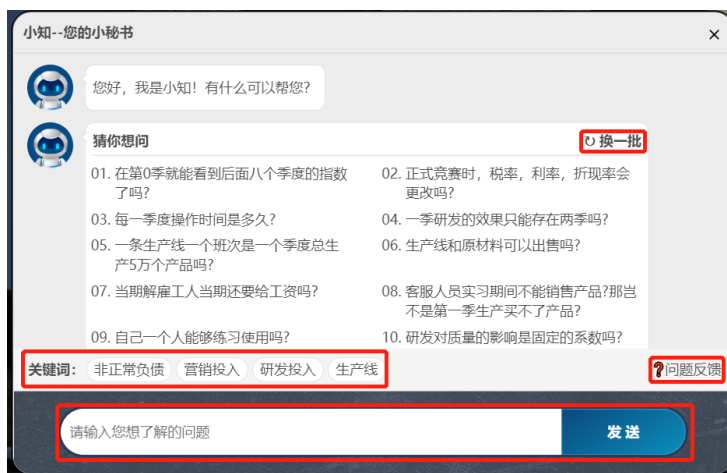 小知--您的小秘书
×
您好，我是小知！有什么可以帮您？
猜你想问
换一批
01. 在第0季就能看到后面八个季度的指数
了吗?
02. 正式竞赛时，税率，利率，折现率会
更改吗?
03. 每一季度操作时间是多久?
04. 一季研发的效果只能存在两季吗?
05. 一条生产线一个班次是一个季度总生
产5万个产品吗?
06. 生产线和原材料可以出售吗?
07. 当期解雇工人当期还要给工资吗?
08. 客服人员实习期间不能销售产品?那岂
不是第一季生产买不了产品?
09. 自己一个人能够练习使用吗?
10. 研发对质量的影响是固定的系数吗?
关键词： 非正常负债 营销投入 研发投入 生产线
?问题反馈
请输入您想了解的问题
发 送